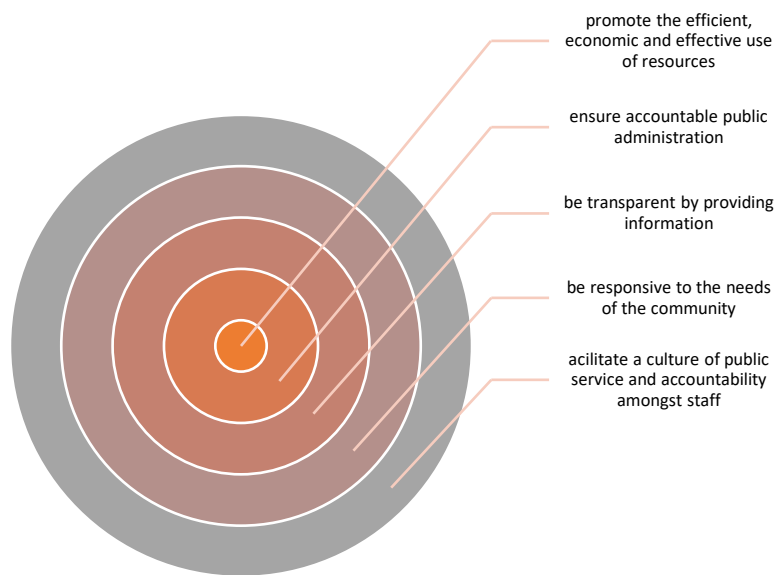 promote the efficient,
economic and effective use
of resources
ensure accountable public
administration
be transparent by providing
information
be responsive to the needs
of the community
acilitate a culture of public
service and accountability
amongst staff